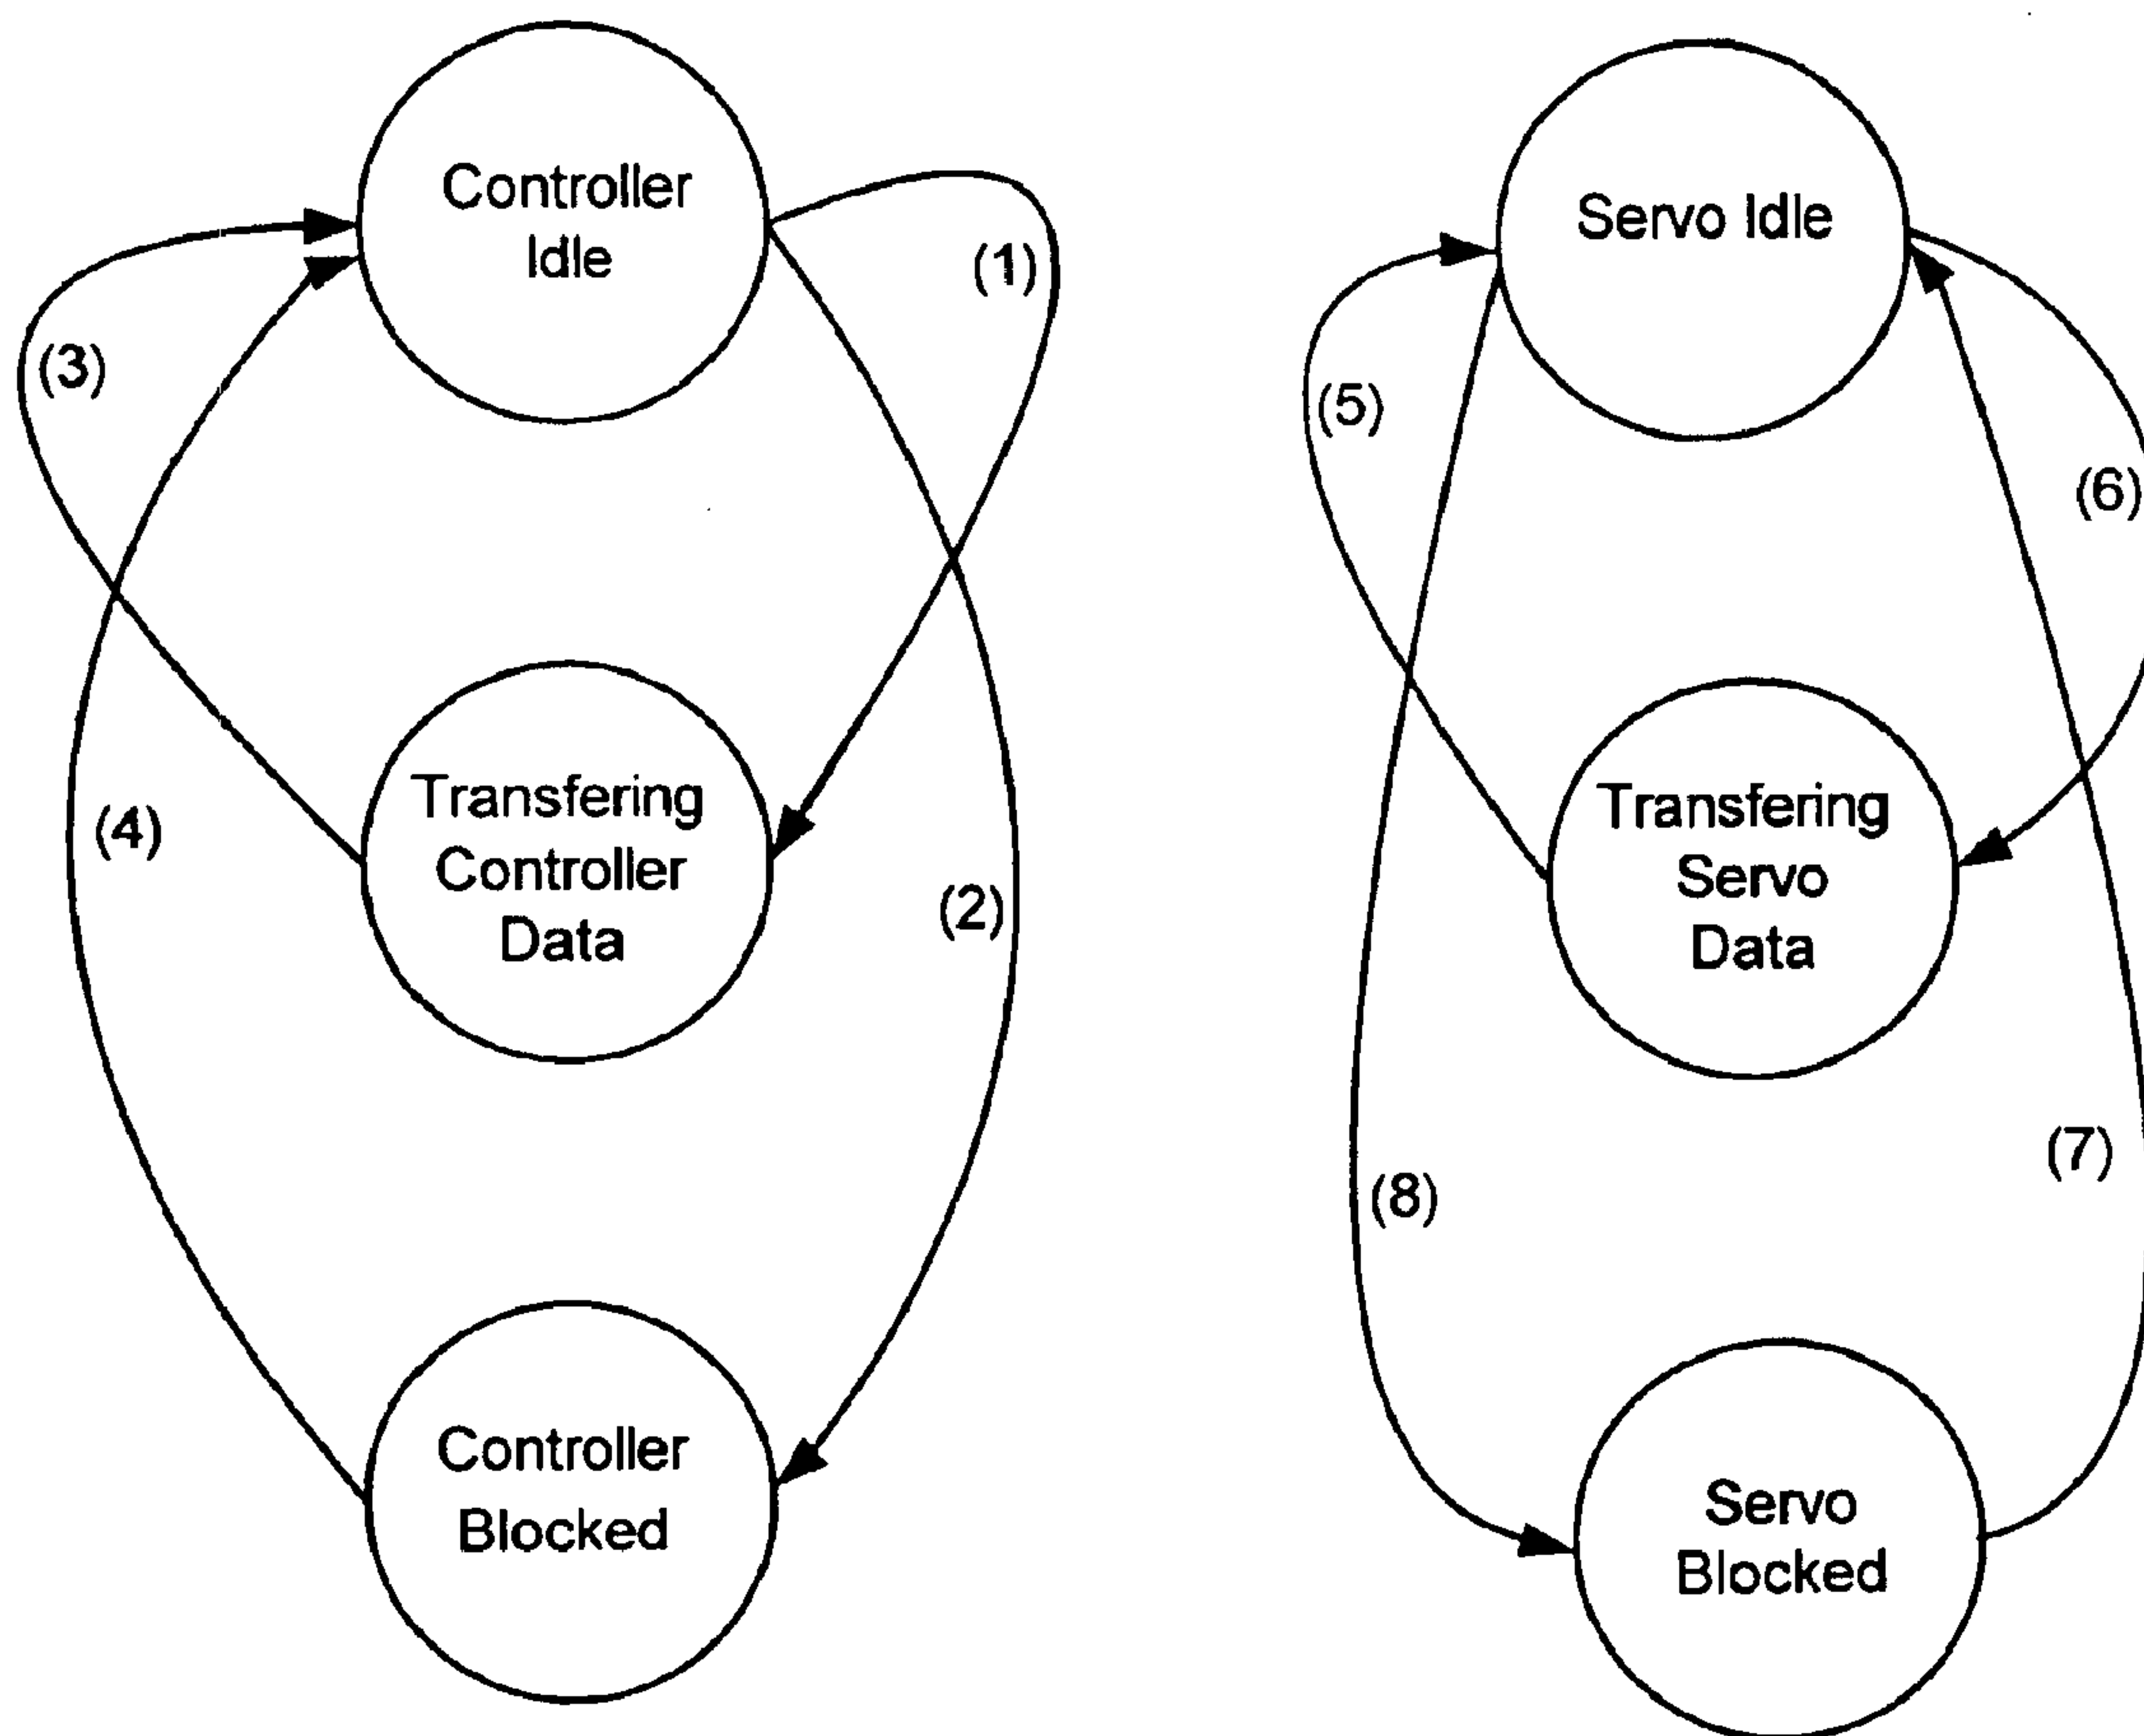 Controller
Idle
(1)
(3)
Transfering
Controller
Data
(4)
(2)
Controller
Blocked
Servo Idle
(5)
(6)
Transfering
Servo
Data
(7)
(8)
Servo
Blocked